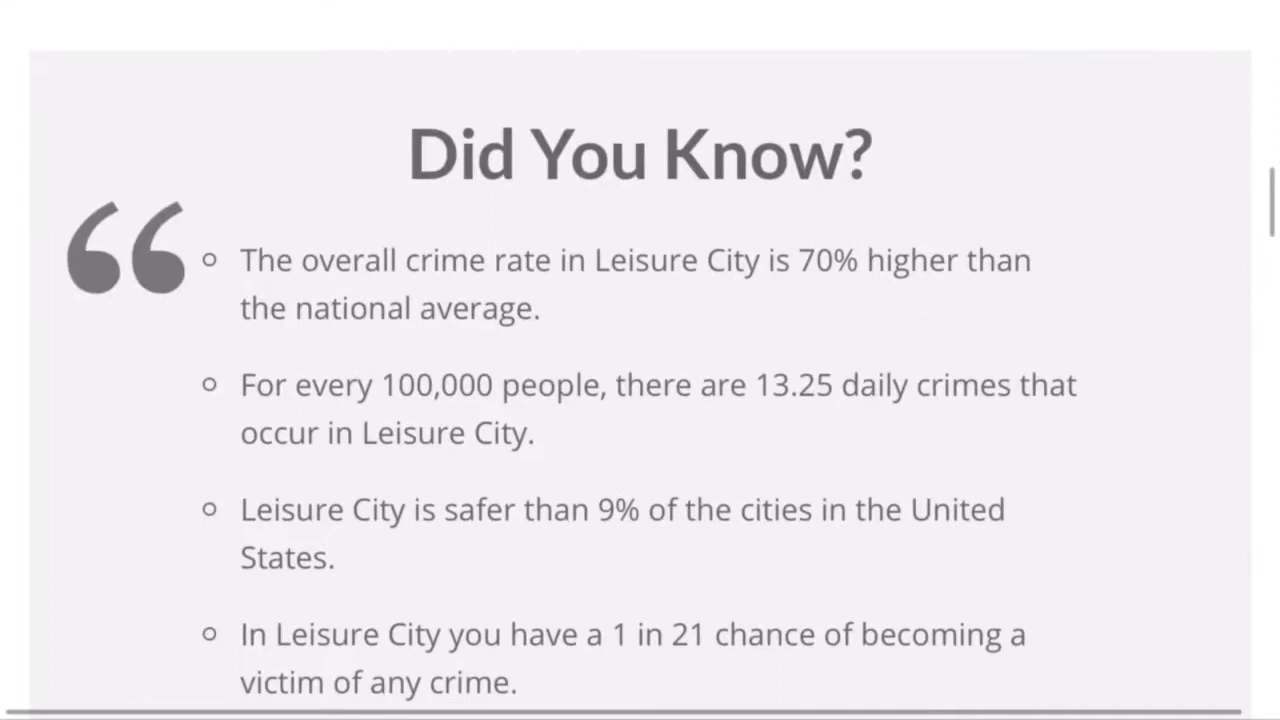 Did You Know?
“
The overall crime rate in Leisure City is 70% higher than
the national average.
For every 100,000 people, there are 13.25 daily crimes that
occur in Leisure City.
Leisure City is safer than 9% of the cities in the United
States.
In Leisure City you have a 1 in 21 chance of becoming a
victim of any crime.